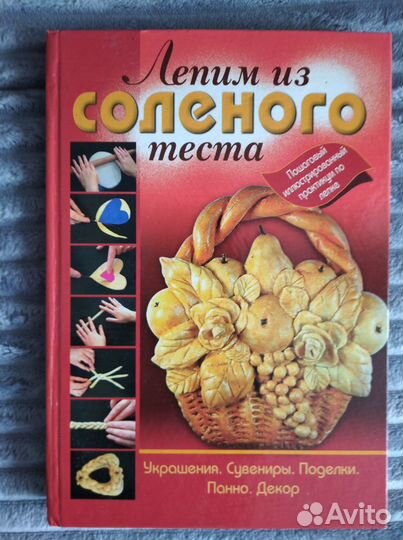 Лепим из
СОЛЕНОГО
теста
Пошаговый
иллюстрированный
практикум по
лепке
Украшения. Сувениры. Поделки.
Панно. Декор
Avito